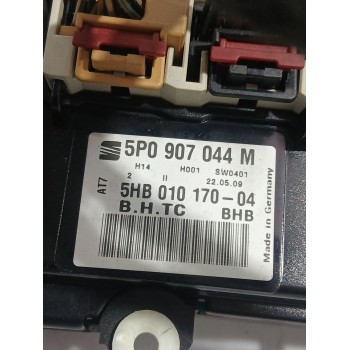 5P0 907 044 M
H14 H001 SW0401
2 II 22.05.09
AT7
5HB 010 170-04
B.H.TC BHB
Made in Germany